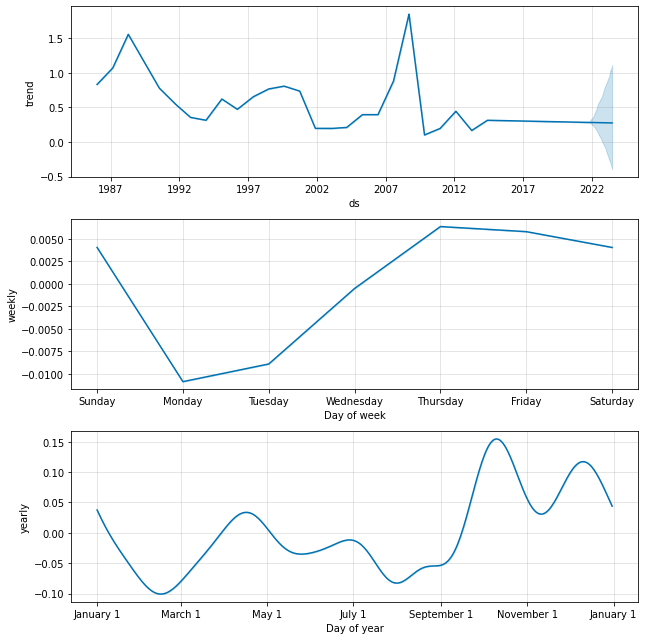 1.5
1.0
0.5
0.0
−0.5
trend
1987 1992 1997 2002 2007 2012 2017 2022
ds
0.0050
0.0025
0.0000
−0.0025
−0.0050
−0.0075
−0.0100
weekly
Sunday Monday Tuesday Wednesday Thursday Friday Saturday
Day of week
0.15
0.10
0.05
0.00
−0.05
−0.10
yearly
January 1 March 1 May 1 July 1 September 1 November 1 January 1
Day of year